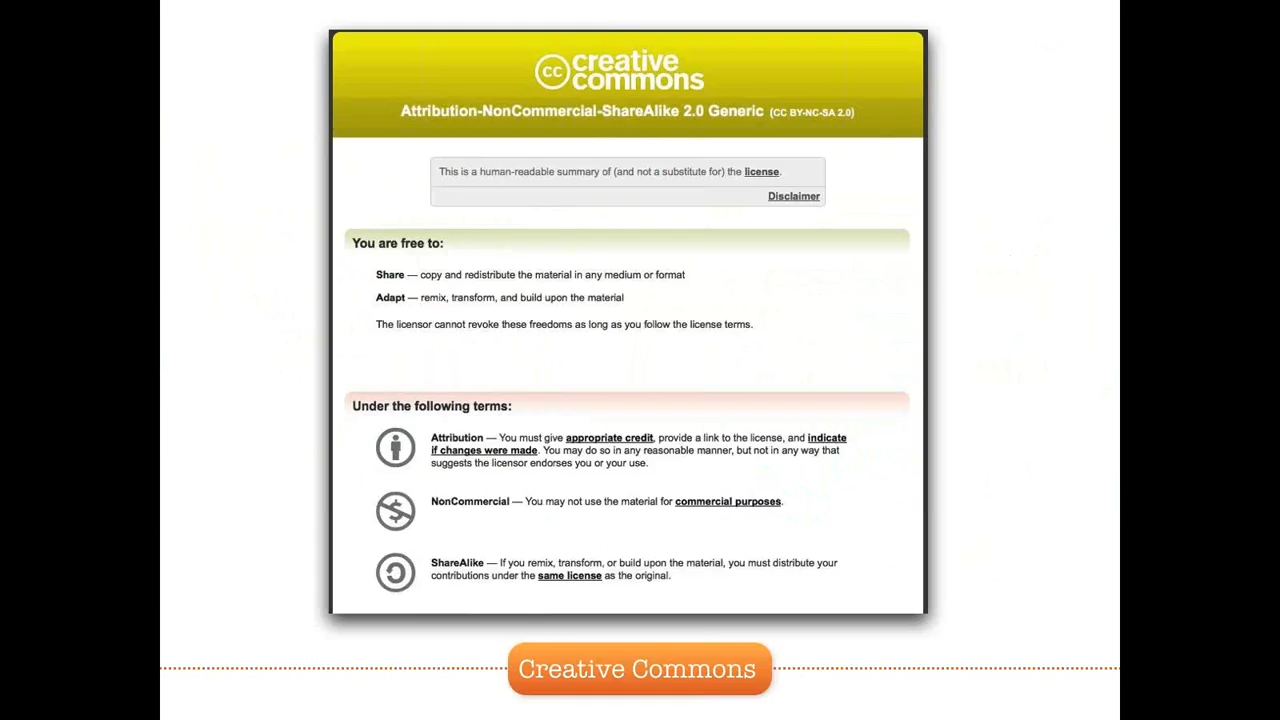 cc creative commons
Attribution-NonCommercial-ShareAlike 2.0 Generic (CC BY-NC-SA 2.0)
This is a human-readable summary of (and not a substitute for) the license.
Disclaimer
You are free to:
Share — copy and redistribute the material in any medium or format
Adapt — remix, transform, and build upon the material
The licensor cannot revoke these freedoms as long as you follow the license terms.
Under the following terms:
Attribution — You must give appropriate credit, provide a link to the license, and indicate
if changes were made. You may do so in any reasonable manner, but not in any way that
suggests the licensor endorses you or your use.
NonCommercial — You may not use the material for commercial purposes.
ShareAlike — If you remix, transform, or build upon the material, you must distribute your
contributions under the same license as the original.
Creative Commons